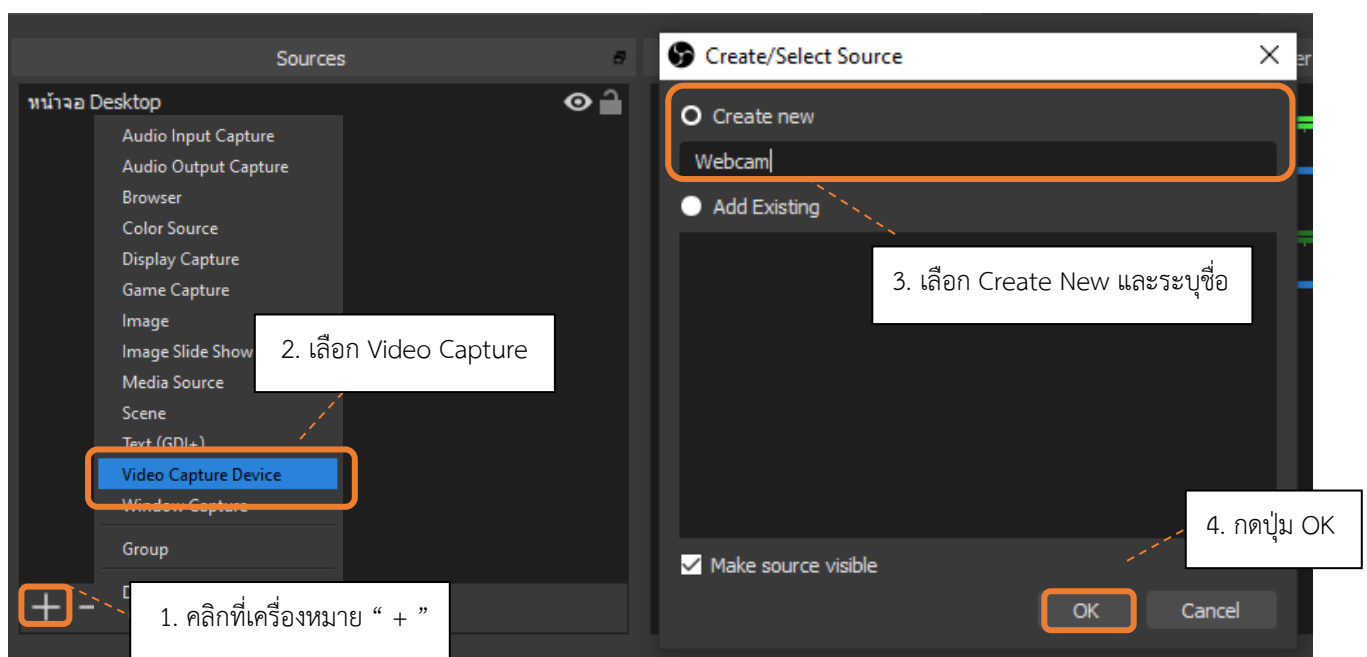 Sources
หน้าจอ Desktop
Audio Input Capture
Audio Output Capture
Browser
Color Source
Display Capture
Game Capture
Image
Image Slide Show
Media Source
Scene
Text (GDI+)
Video Capture Device
Window Capture
Group
1. คลิกที่เครื่องหมาย “ + ”
2. เลือก Video Capture
Create/Select Source
Create new
Webcam
Add Existing
3. เลือก Create New และระบุชื่อ
Make source visible
4. กดปุ่ม OK
OK
Cancel